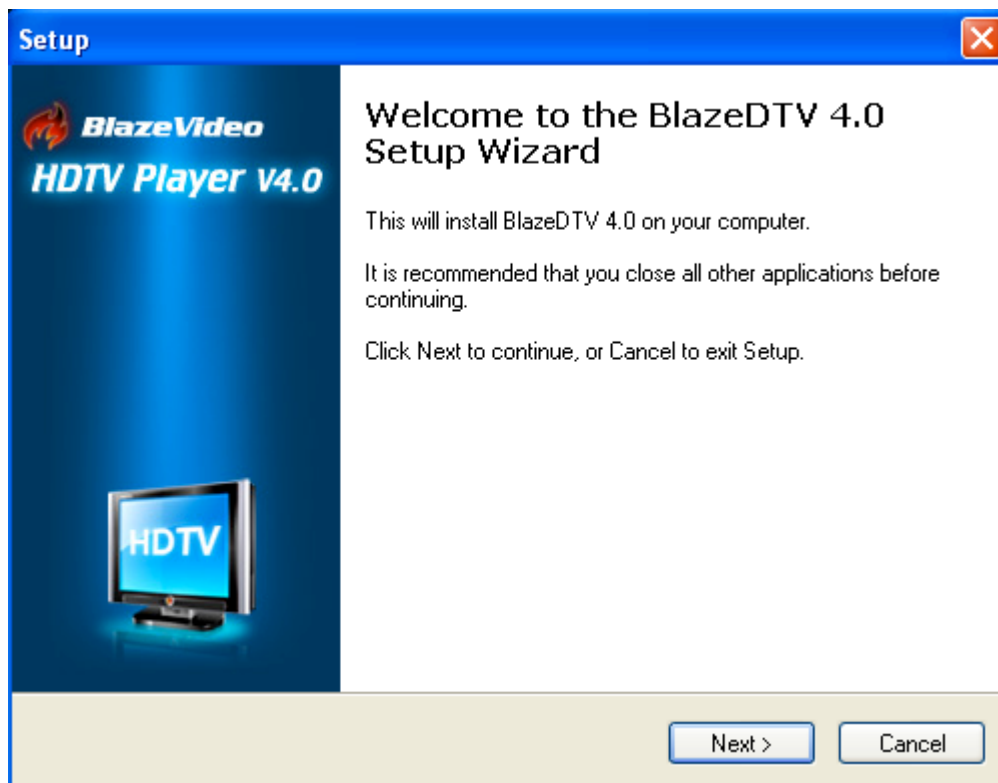 Setup
BlazeVideo
HDTV Player V4.0
Welcome to the BlazeDTV 4.0
Setup Wizard
This will install BlazeDTV 4.0 on your computer.
It is recommended that you close all other applications before
continuing.
Click Next to continue, or Cancel to exit Setup.
HDTV
Next >
Cancel